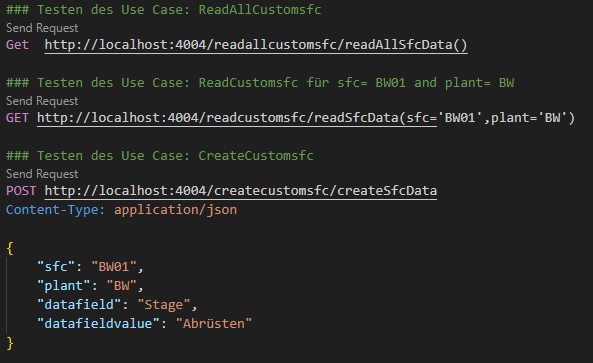 ### Testen des Use Case: ReadAllCustomsfc
Send Request
Get  http://localhost:4004/readallcustomsfc/readAllSfcData()
### Testen des Use Case: ReadCustomsfc für sfc= BW01 and plant= BW
Send Request
GET http://localhost:4004/readcustomsfc/readSfcData(sfc='BW01',plant='BW')
### Testen des Use Case: CreateCustomsfc
Send Request
POST http://localhost:4004/createcustomsfc/createSfcData
Content-Type: application/json
{
    "sfc": "BW01",
    "plant": "BW",
    "datafield": "Stage",
    "datafieldvalue": "Abrüsten"
}